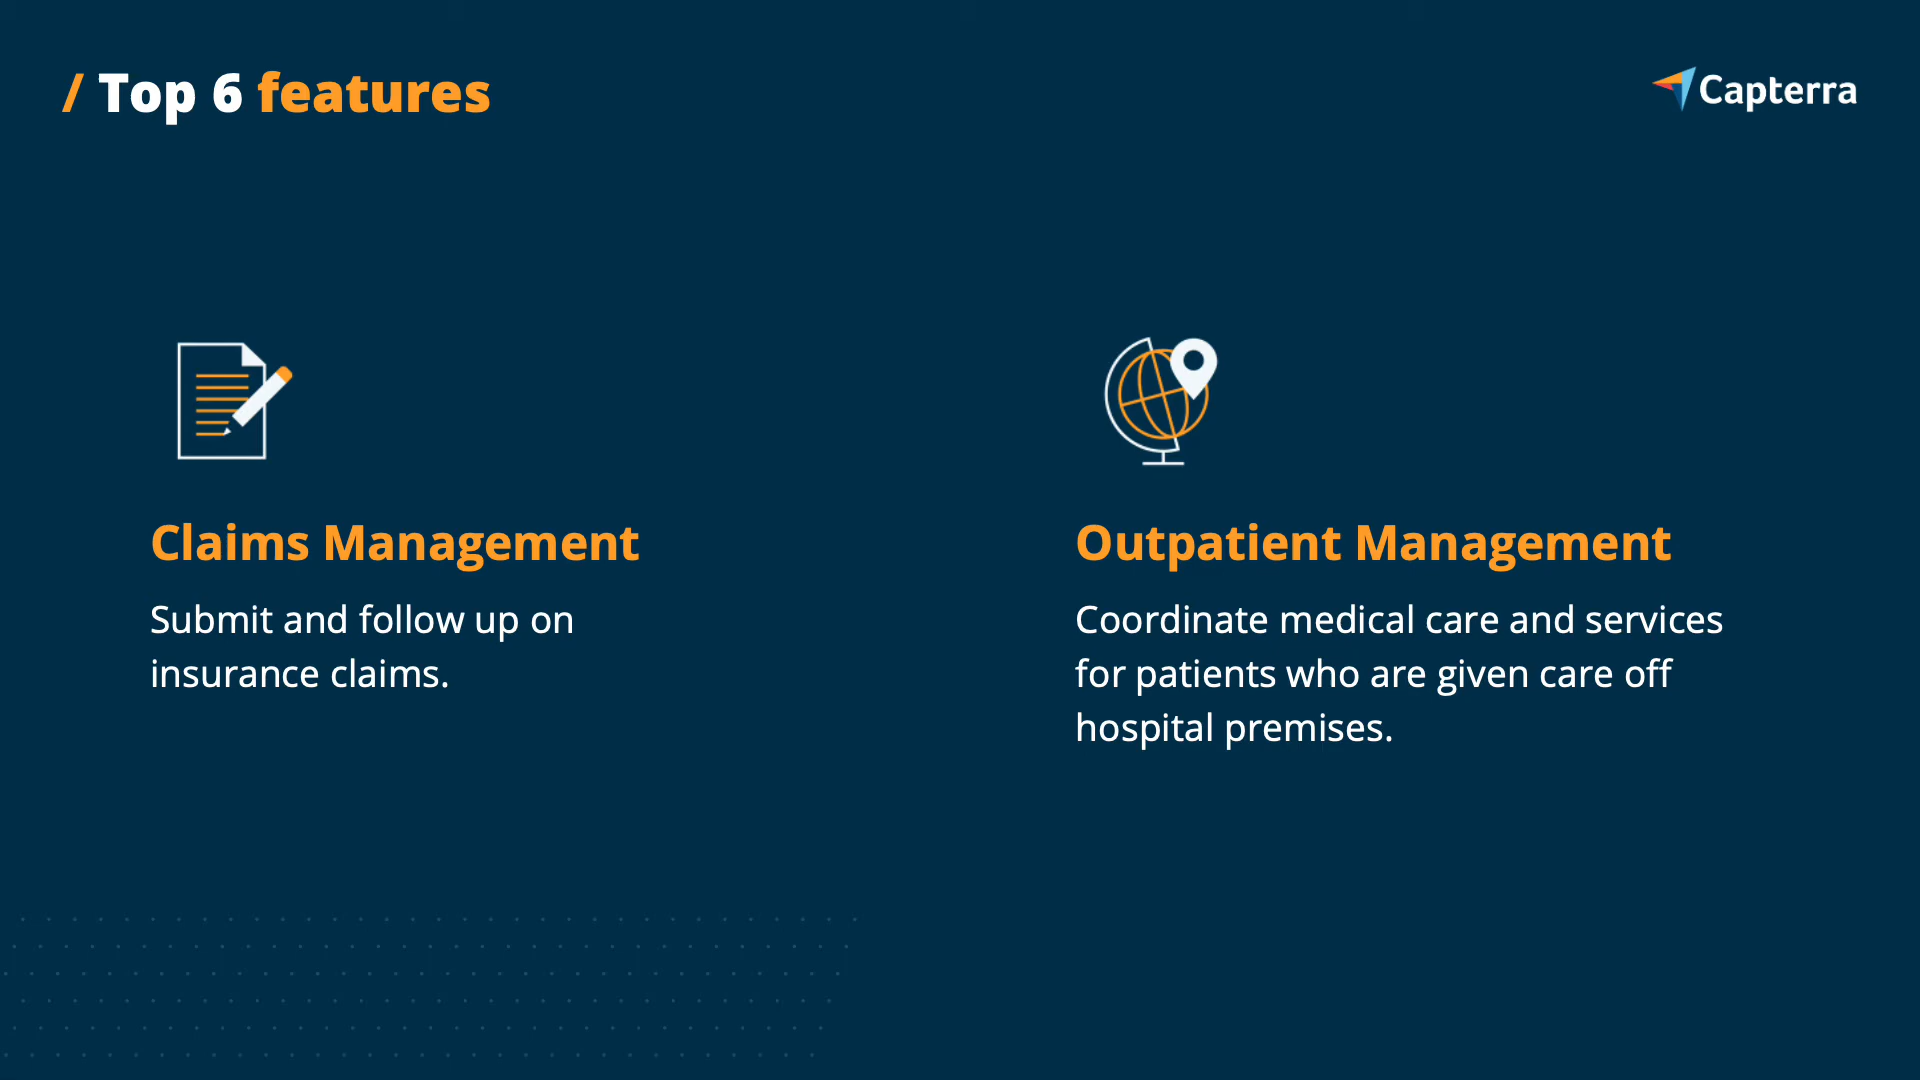 / Top 6 features
Capterra
Claims Management
Submit and follow up on
insurance claims.
Outpatient Management
Coordinate medical care and services
for patients who are given care off
hospital premises.